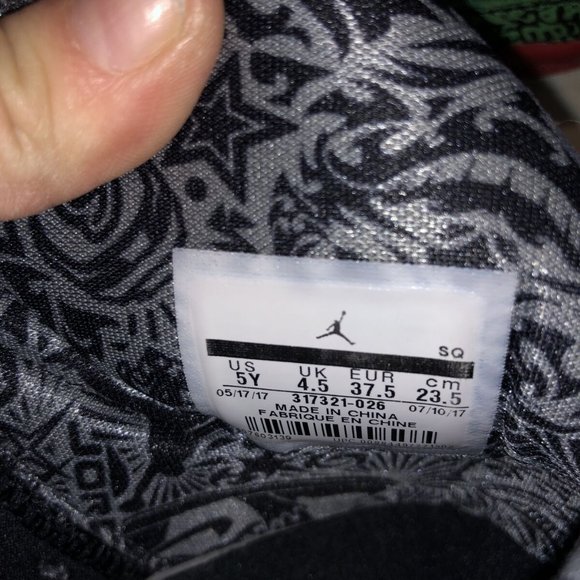 SQ
US UK EUR cm
5Y 4.5 37.5 23.5
05/17/17 317321-026 07/10/17
MADE IN CHINA
FABRIQUE EN CHINE